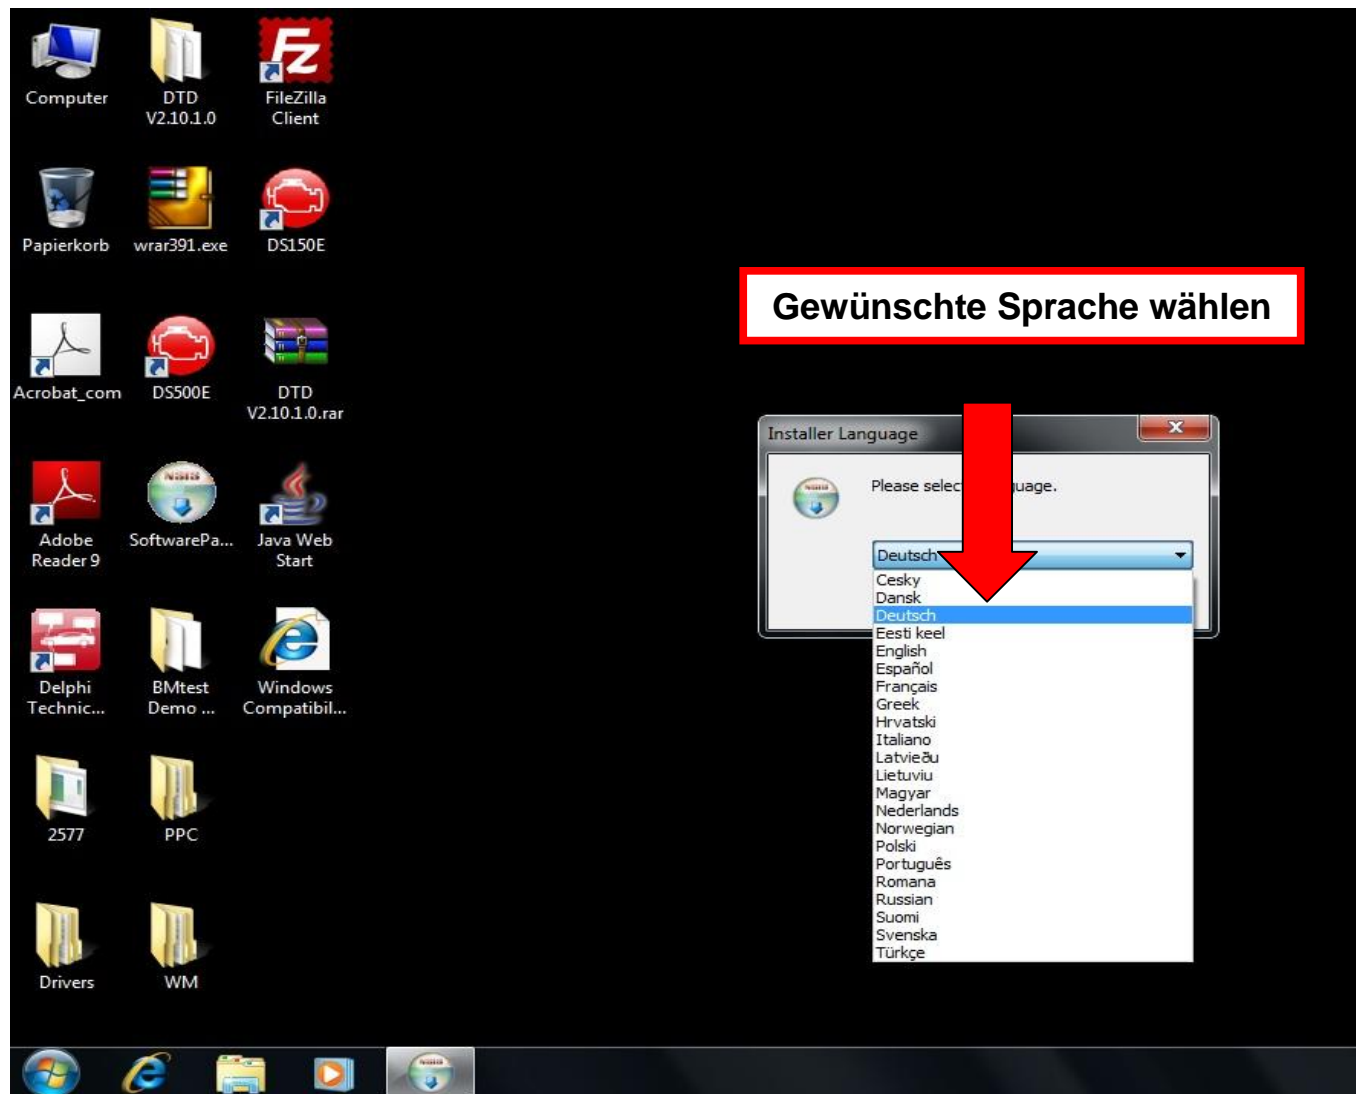 Computer
DTD
V2.10.1.0
FileZilla
Client
Papierkorb
wrar391.exe
DS150E
Gewünschte Sprache wählen
Acrobat_com
DS500E
DTD
V2.10.1.0.rar
Installer Language
Please selec
guage.
Deutsch
Cesky
Dansk
Deutsch
Eesti keel
English
Español
Français
Greek
Hrvatski
Italiano
Latvieðu
Lietuviu
Magyar
Nederlands
Norwegian
Polski
Português
Romana
Russian
Suomi
Svenska
Türkçe
Adobe
Reader 9
NSIS
SoftwarePa...
Java Web
Start
Delphi
Technic...
BMtest
Demo ...
Windows
Compatibil...
2577
PPC
Drivers
WM